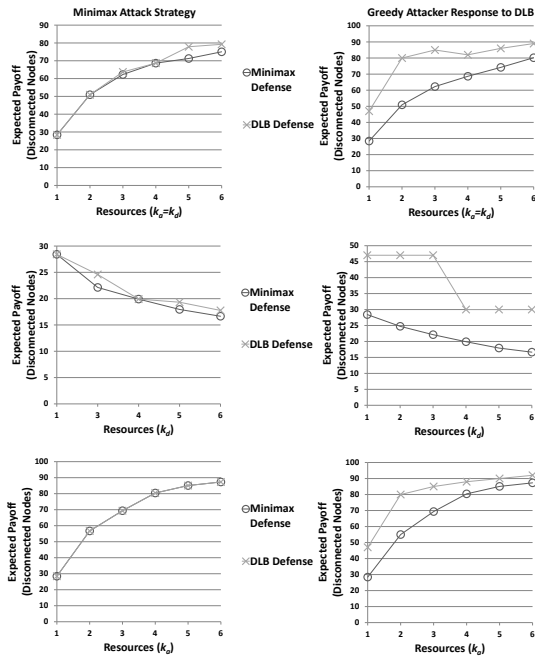 Minimax Attack Strategy
Expected Payoff
(Disconnected Nodes)
90
80
70
60
50
40
30
20
10
0
1 2 3 4 5 6
Resources (ka=kd)
Minimax
Defense
DLB Defense
Greedy Attacker Response to DLB
Expected Payoff
(Disconnected Nodes)
100
90
80
70
60
50
40
30
20
10
0
1 2 3 4 5 6
Resources (ka=kd)
Expected Payoff
(Disconnected Nodes)
30
25
20
15
10
5
0
1 3 4 5 6
Resources (kd)
Minimax
Defense
DLB Defense
Expected Payoff
(Disconnected Nodes)
50
45
40
35
30
25
20
15
10
5
0
1 2 3 4 5 6
Resources (kd)
Expected Payoff
(Disconnected Nodes)
100
90
80
70
60
50
40
30
20
10
0
1 2 3 4 5 6
Resources (ka)
Minimax
Defense
DLB Defense
Expected Payoff
(Disconnected Nodes)
100
90
80
70
60
50
40
30
20
10
0
1 2 3 4 5 6
Resources (ka)